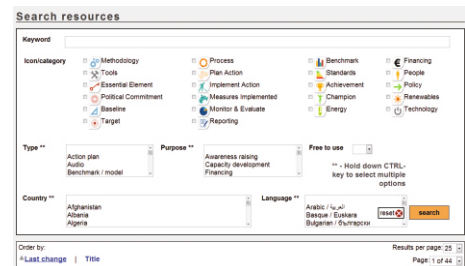 Search resources
Keyword
Icon/category
Methodology Process Benchmark Financing
Tools Plan Action Standards People
Essential Element Implement Action Achievement Policy
Political Commitment Measures Implemented Champion Renewables
Baseline Monitor & Evaluate Energy Technology
Target Reporting
Type ** Purpose ** Free to use
Action plan Awareness raising
Audio Capacity development
Benchmark / model Financing
** - Hold down CTRL-
key to select multiple
options
Country ** Language **
Afghanistan Arabic / العربية
Albania Basque / Euskara
Algeria Bulgarian / български
reset search
Order by: Results per page: 25
Last change | Title Page: 1 of 44